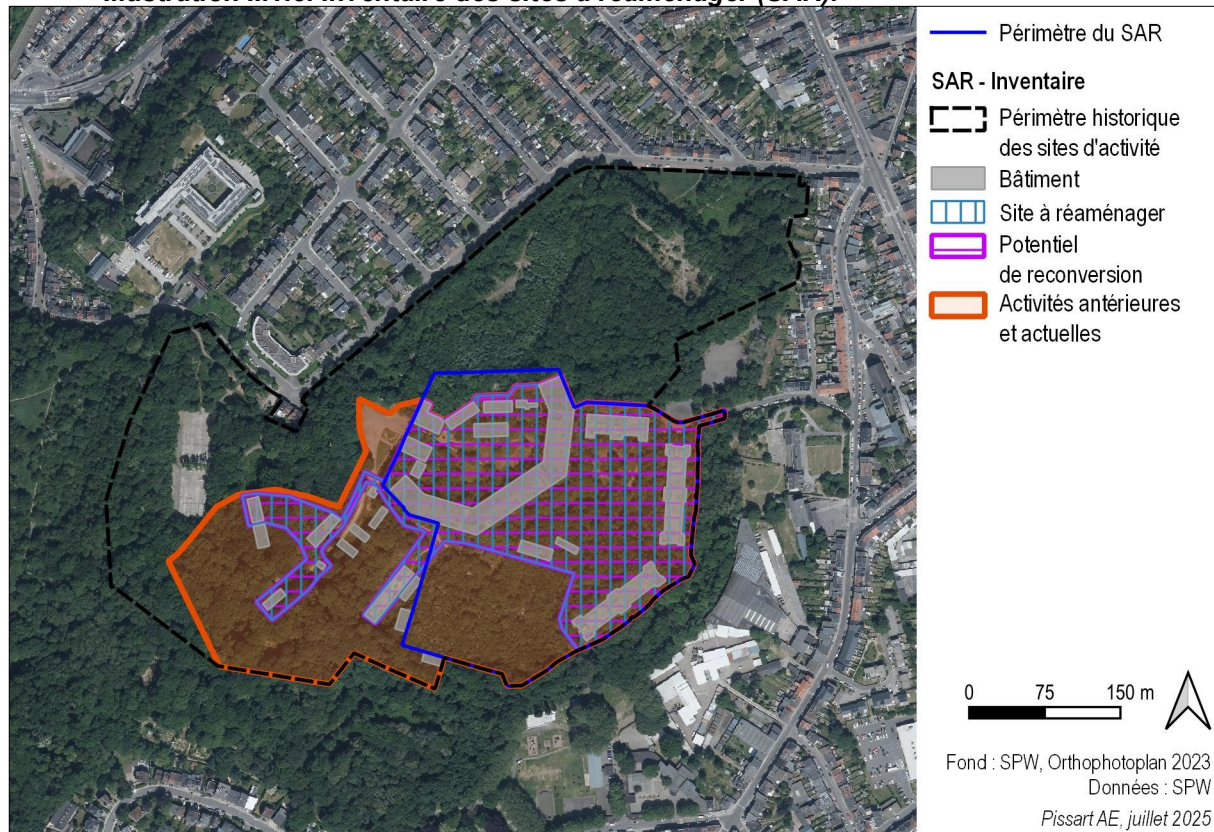 Périmètre du SAR
SAR - Inventaire
Périmètre historique
des sites d'activité
Bâtiment
Site à réaménager
Potentiel
de reconversion
Activités antérieures
et actuelles
0 75 150 m
Fond : SPW, Orthophotoplan 2023
Données : SPW
Pissart AE, juillet 2025